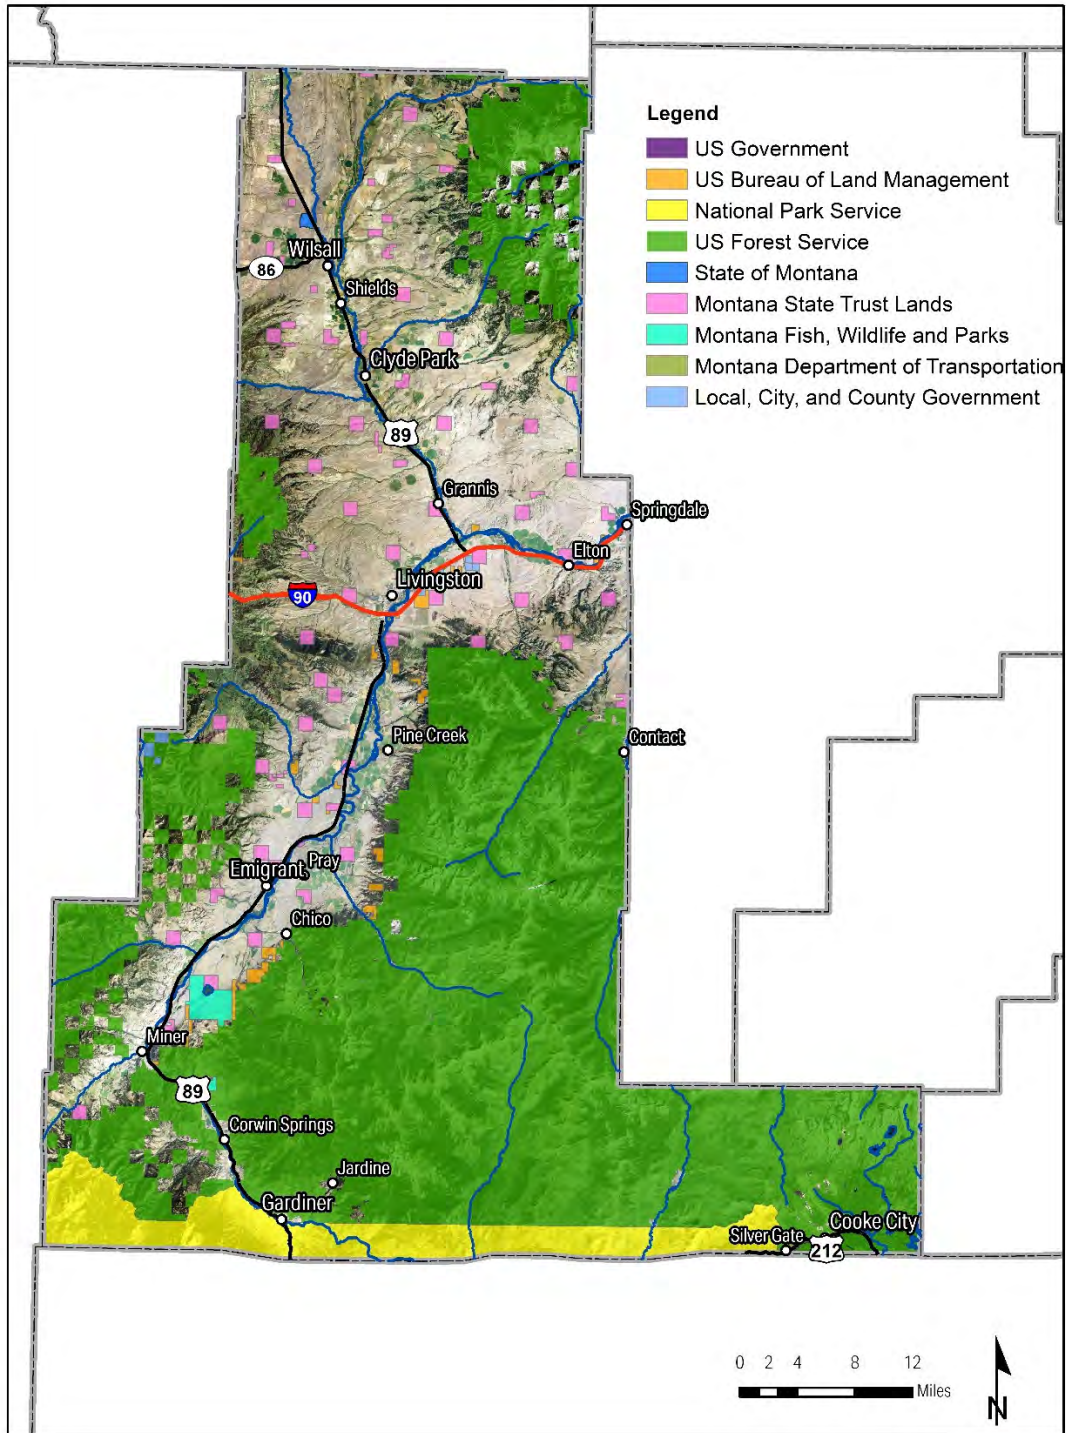 Legend
US Government
US Bureau of Land Management
National Park Service
US Forest Service
State of Montana
Montana State Trust Lands
Montana Fish, Wildlife and Parks
Montana Department of Transportation
Local, City, and County Government
Wilsall
86
Shields
Clyde Park
89
Grannis
Springdale
Elton
Livingston
90
Pine Creek
Contact
Pray
Emigrant
Chico
Miner
89
Corwin Springs
Jardine
Gardiner
Cooke City
Silver Gate
212
0 2 4 8 12
Miles
N